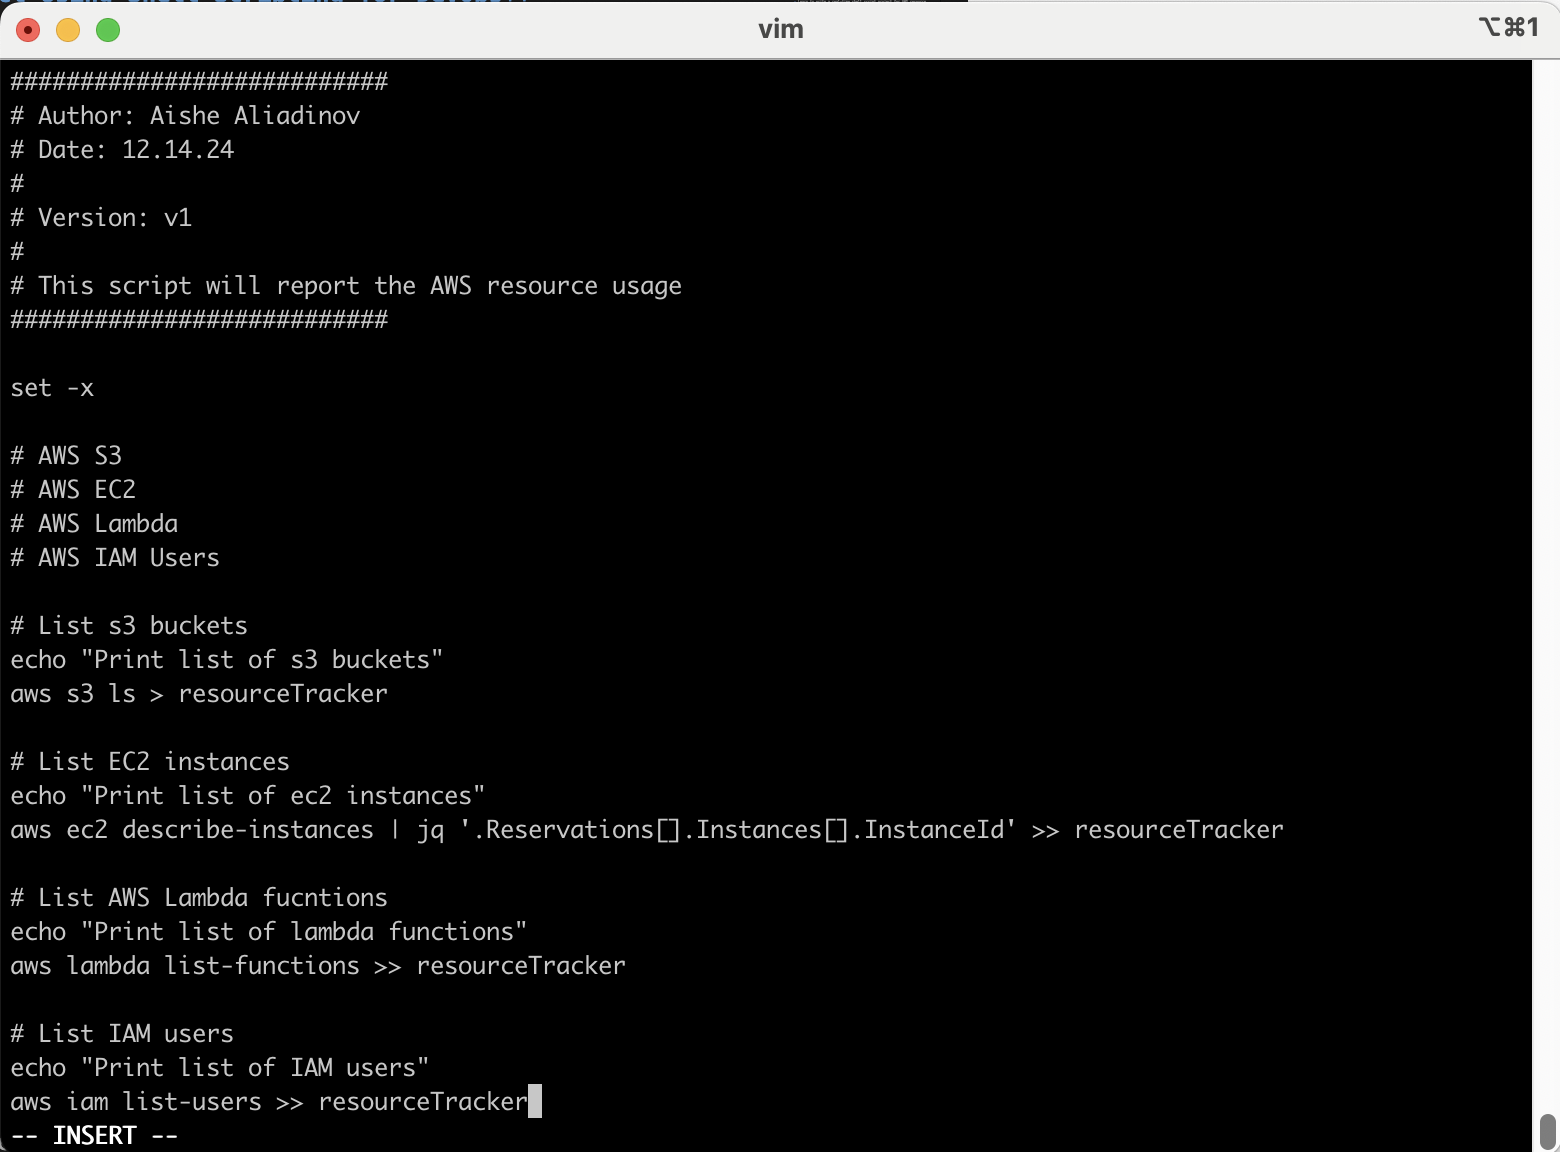 vim
⌥⌘1
###########################
# Author: Aishe Aliadinov
# Date: 12.14.24
#
# Version: v1
#
# This script will report the AWS resource usage
###########################
set -x
# AWS S3
# AWS EC2
# AWS Lambda
# AWS IAM Users
# List s3 buckets
echo "Print list of s3 buckets"
aws s3 ls > resourceTracker
# List EC2 instances
echo "Print list of ec2 instances"
aws ec2 describe-instances | jq '.Reservations[].Instances[].InstanceId' >> resourceTracker
# List AWS Lambda fucntions
echo "Print list of lambda functions"
aws lambda list-functions >> resourceTracker
# List IAM users
echo "Print list of IAM users"
aws iam list-users >> resourceTracker
-- INSERT --